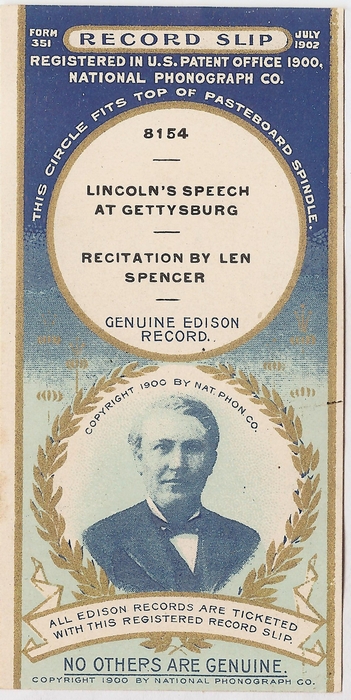 FORM 351
RECORD SLIP
JULY 1902
REGISTERED IN U.S. PATENT OFFICE 1900,
NATIONAL PHONOGRAPH CO.
THIS CIRCLE FITS TOP OF PASTEBOARD SPINDLE.
8154
LINCOLN'S SPEECH
AT GETTYSBURG
RECITATION BY LEN
SPENCER
GENUINE EDISON
RECORD.
COPYRIGHT 1900 BY NAT. PHON. CO.
ALL EDISON RECORDS ARE TICKETED
WITH THIS REGISTERED RECORD SLIP.
NO OTHERS ARE GENUINE.
COPYRIGHT 1900 BY NATIONAL PHONOGRAPH CO.